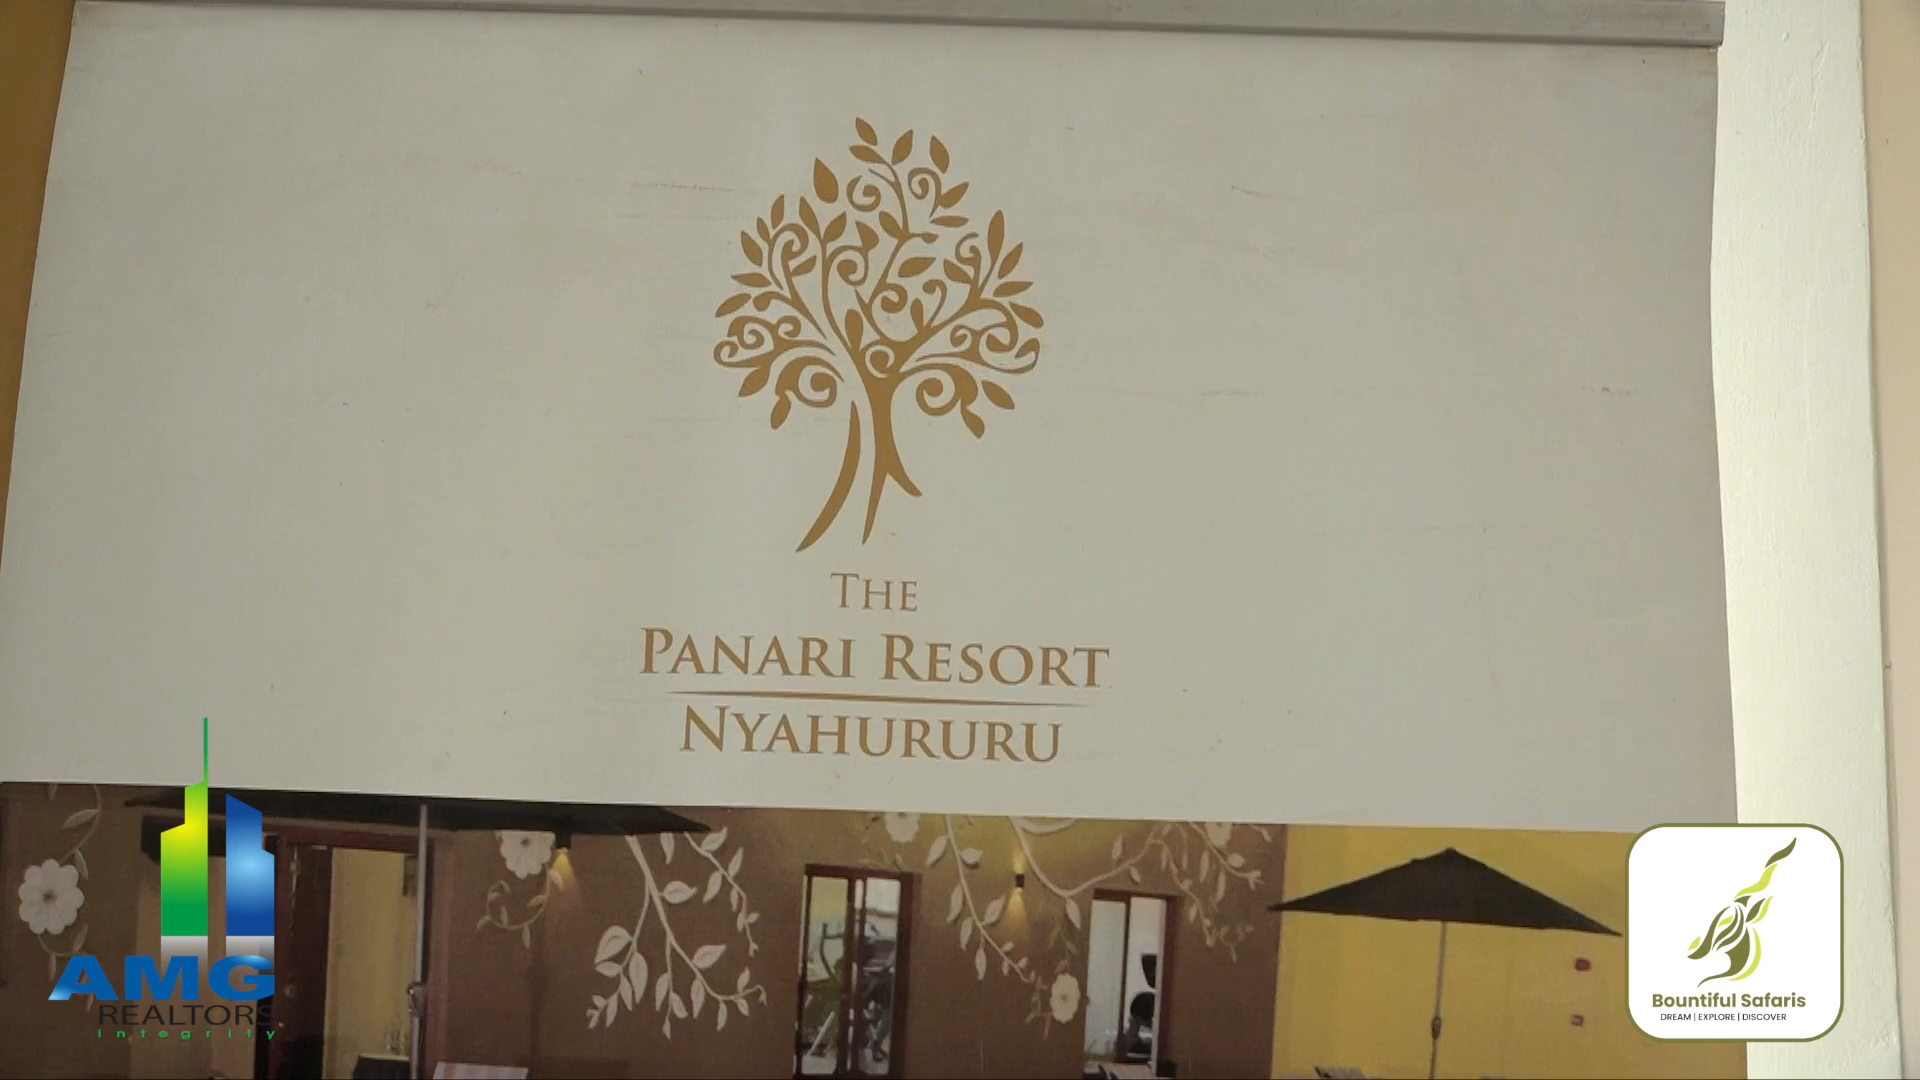 THE
PANARI RESORT
NYAHURURU
AMG
REALTORS
integrity
Bountiful Safaris
DREAM | EXPLORE | DISCOVER